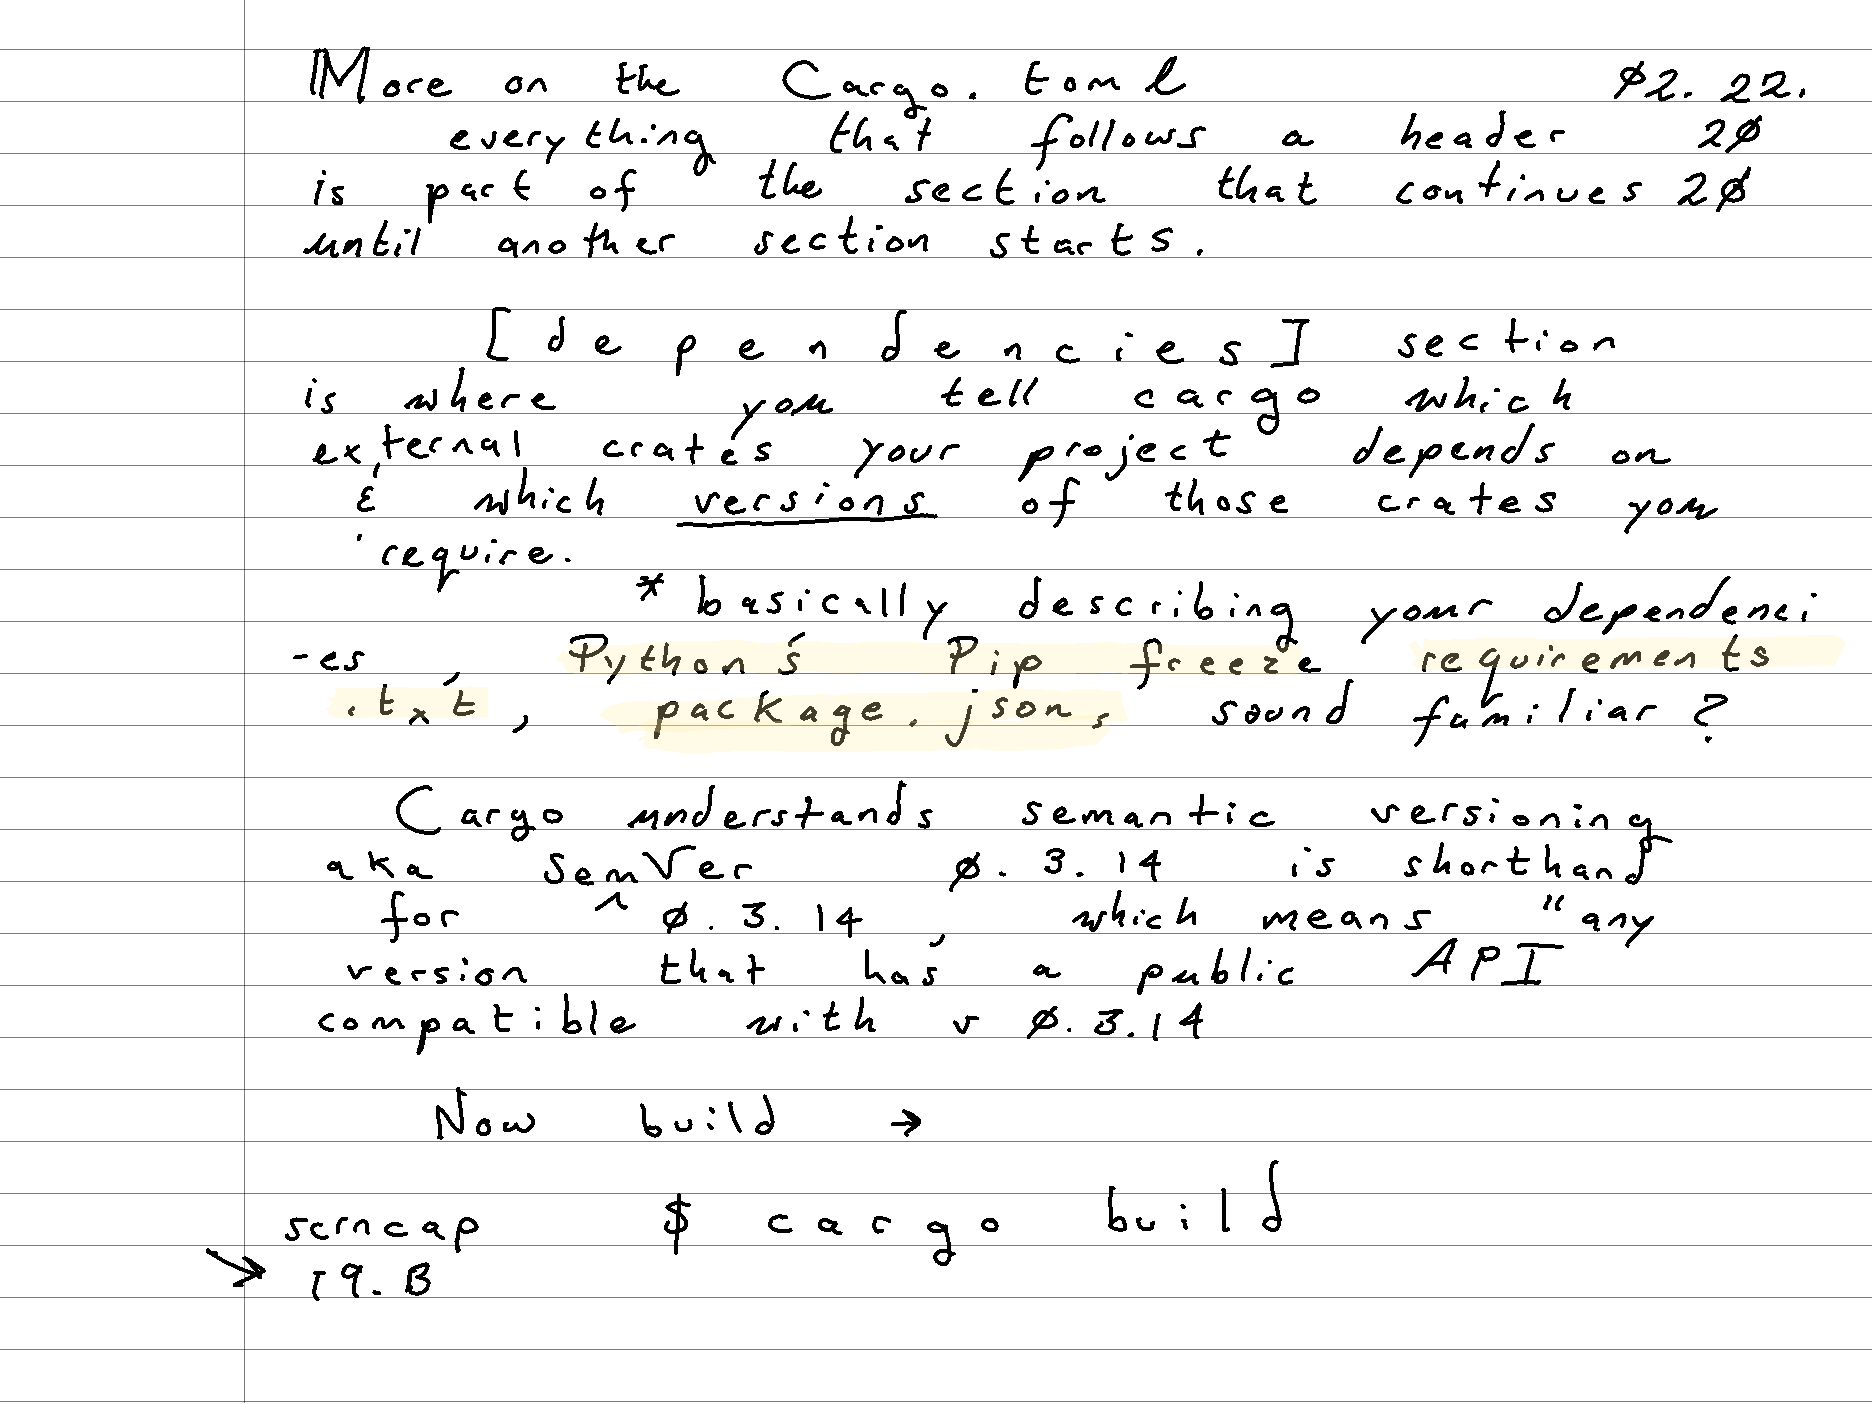 More on the Cargo.toml Ø2.22.
everything that follows a header 2Ø
is part of the section that continues 2Ø
until another section starts.
[dependencies] section
is where you tell cargo which
external crates your project depends on
& which versions of those crates you
require.
* basically describing your dependenci
-es, Python's Pip freeze requirements
.txt, package.json, sound familiar?
Cargo understands semantic versioning
aka SemVer Ø.3.14 is shorthand
for ^Ø.3.14, which means "any
version that has a public API
compatible with v Ø.3.14
Now build →
scrncap $ cargo build
→ 19.B